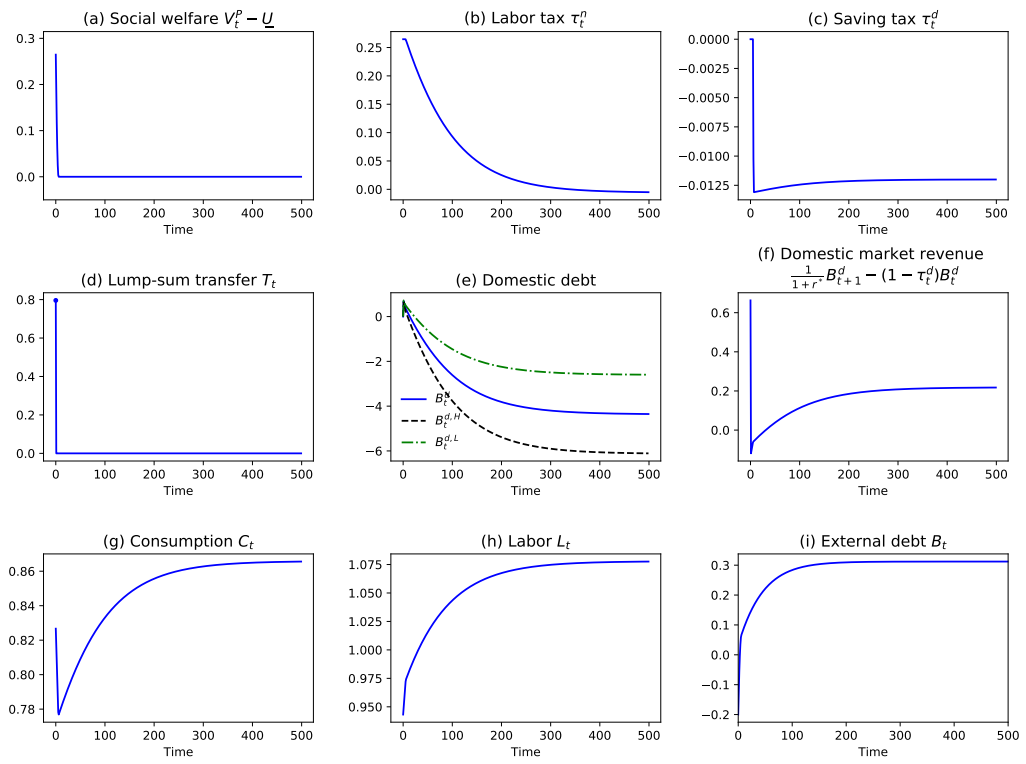 (a) Social welfare $V_t^P - \underline{U}$
0.3
0.2
0.1
0.0
0 100 200 300 400 500
Time
(b) Labor tax $\tau_t^n$
0.25
0.20
0.15
0.10
0.05
0.00
0 100 200 300 400 500
Time
(c) Saving tax $\tau_t^d$
0.0000
−0.0025
−0.0050
−0.0075
−0.0100
−0.0125
0 100 200 300 400 500
Time
(d) Lump-sum transfer $T_t$
0.8
0.6
0.4
0.2
0.0
0 100 200 300 400 500
Time
(e) Domestic debt
0
−2
−4
−6
$B_t^d$
$B_t^{d,H}$
$B_t^{d,L}$
0 100 200 300 400 500
Time
(f) Domestic market revenue
$\frac{1}{1+r^*}B_{t+1}^d - (1-\tau_t^d)B_t^d$
0.6
0.4
0.2
0.0
0 100 200 300 400 500
Time
(g) Consumption $C_t$
0.86
0.84
0.82
0.80
0.78
0 100 200 300 400 500
Time
(h) Labor $L_t$
1.075
1.050
1.025
1.000
0.975
0.950
0 100 200 300 400 500
Time
(i) External debt $B_t$
0.3
0.2
0.1
0.0
−0.1
−0.2
0 100 200 300 400 500
Time